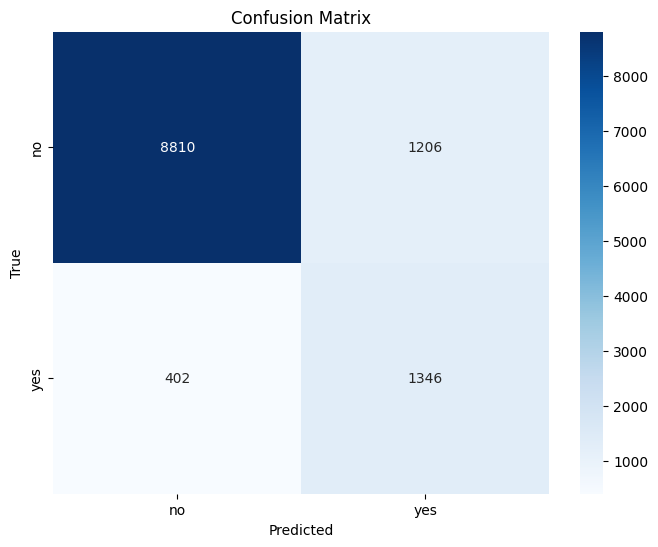 Confusion Matrix
no
8810
1206
yes
402
1346
no
yes
True
Predicted
8000
7000
6000
5000
4000
3000
2000
1000